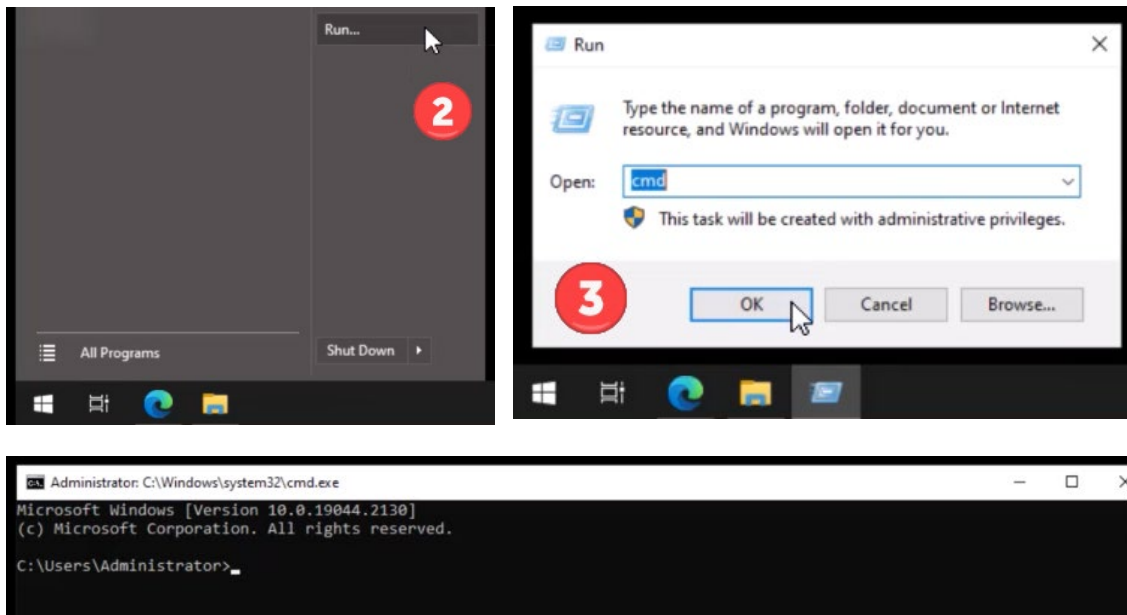 Run...
2
All Programs
Shut Down
Run
Type the name of a program, folder, document or Internet
resource, and Windows will open it for you.
Open:
cmd
This task will be created with administrative privileges.
3
OK
Cancel
Browse...
Administrator: C:\Windows\system32\cmd.exe
Microsoft Windows [Version 10.0.19044.2130]
(c) Microsoft Corporation. All rights reserved.
C:\Users\Administrator>